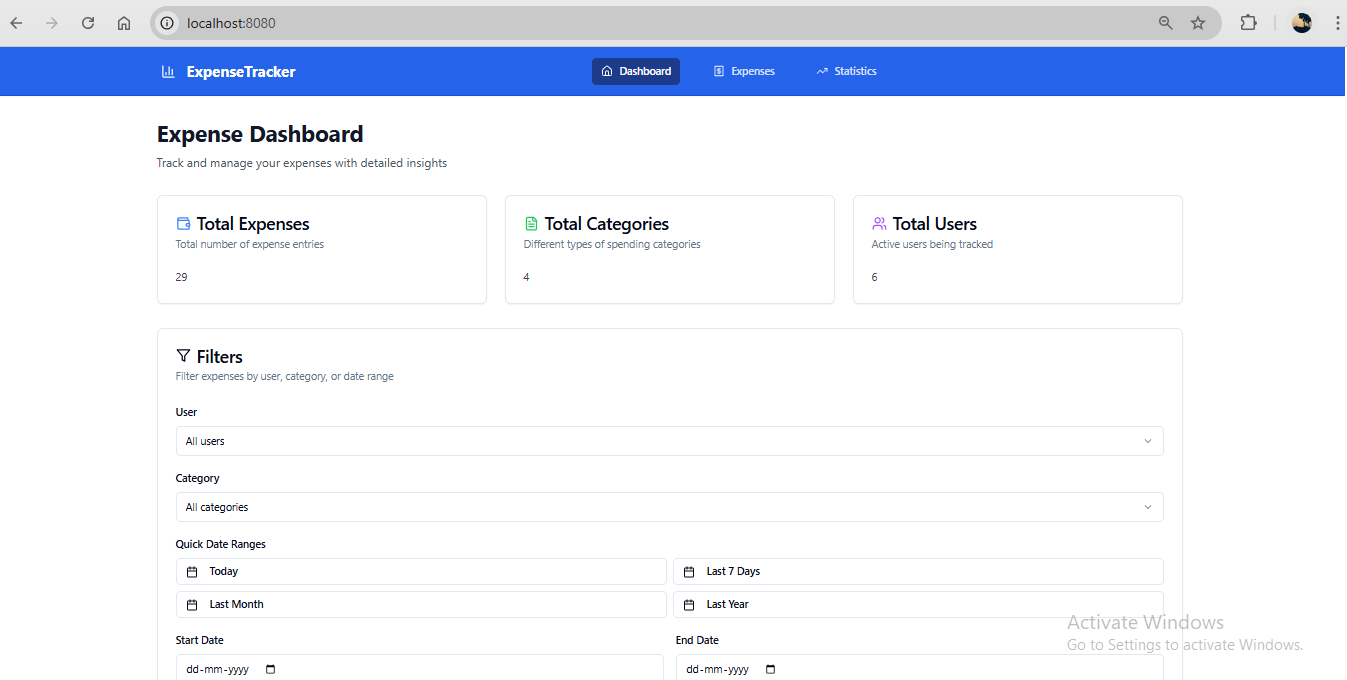 localhost:8080
ExpenseTracker Dashboard Expenses Statistics
Expense Dashboard
Track and manage your expenses with detailed insights
Total Expenses
Total number of expense entries
29
Total Categories
Different types of spending categories
4
Total Users
Active users being tracked
6
Filters
Filter expenses by user, category, or date range
User
All users
Category
All categories
Quick Date Ranges
Today Last 7 Days
Last Month Last Year
Start Date End Date
dd-mm-yyyy dd-mm-yyyy
Activate Windows
Go to Settings to activate Windows.